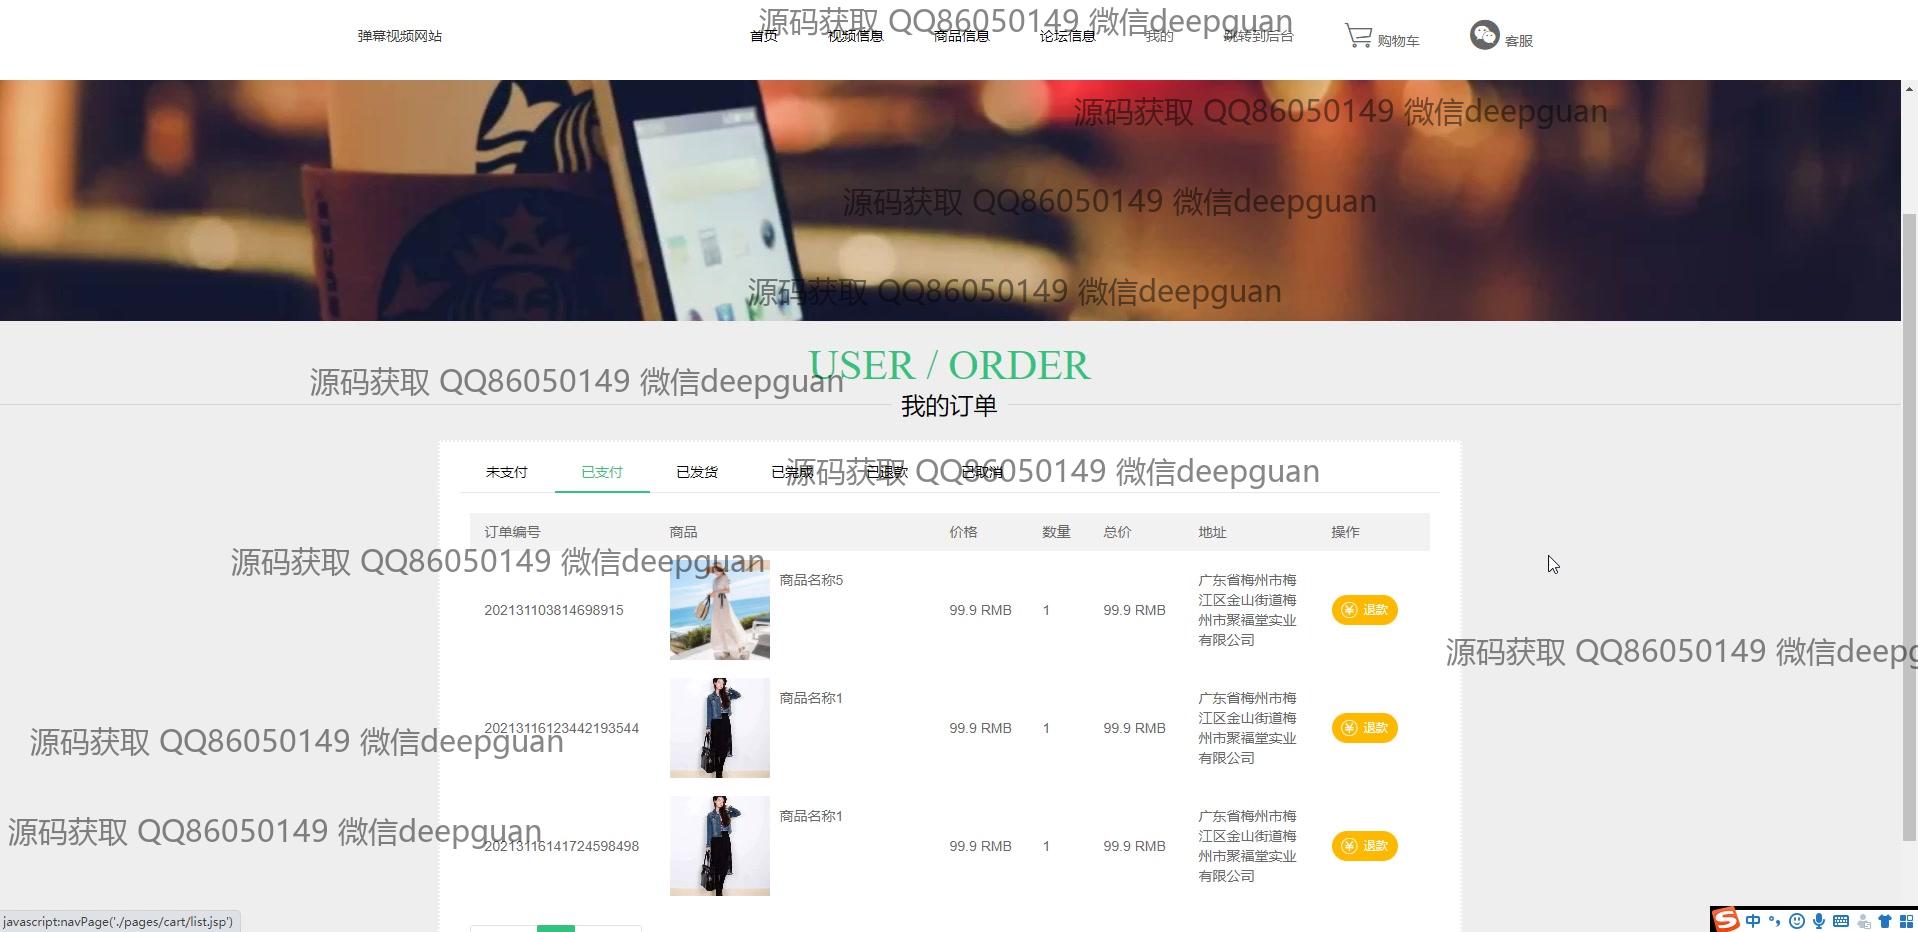 源码获取 QQ86050149 微信deepguan
弹幕视频网站 首页 视频信息 商品信息 论坛信息 我的 跳转到后台 购物车 客服
源码获取 QQ86050149 微信deepguan
源码获取 QQ86050149 微信deepguan
源码获取 QQ86050149 微信deepguan
USER / ORDER
源码获取 QQ86050149 微信deepguan
我的订单
未支付 已支付 已发货 已完成 已退款 已取消
源码获取 QQ86050149 微信deepguan
订单编号 商品 价格 数量 总价 地址 操作
源码获取 QQ86050149 微信deepguan
202131103814698915 商品名称5 99.9 RMB 1 99.9 RMB
广东省梅州市梅
江区金山街道梅
州市聚福堂实业
有限公司
退款
源码获取 QQ86050149 微信deepg
20213116123442193544 商品名称1 99.9 RMB 1 99.9 RMB
广东省梅州市梅
江区金山街道梅
州市聚福堂实业
有限公司
退款
源码获取 QQ86050149 微信deepguan
20213116141724598498 商品名称1 99.9 RMB 1 99.9 RMB
广东省梅州市梅
江区金山街道梅
州市聚福堂实业
有限公司
退款
源码获取 QQ86050149 微信deepguan
javascript:navPage('./pages/cart/list.jsp')
中